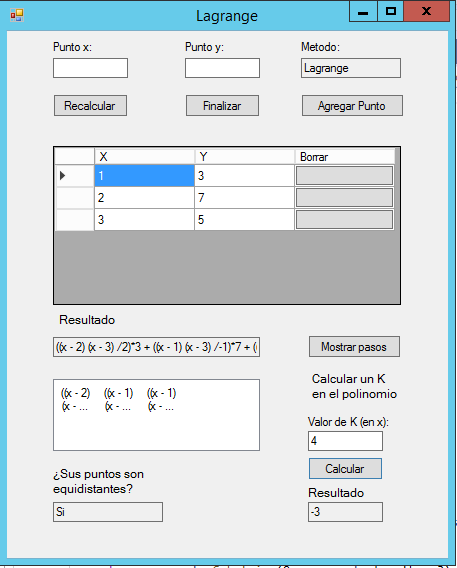 Lagrange
Punto x: Punto y: Metodo:
Lagrange
Recalcular Finalizar Agregar Punto
X Y Borrar
1 3
2 7
3 5
Resultado
((x - 2) (x - 3) /2)*3 + ((x - 1) (x - 3) /-1)*7 + (
Mostrar pasos
((x - 2) ((x - 1) ((x - 1)
(x - ... (x - ... (x - ...
Calcular un K
en el polinomio
Valor de K (en x):
4
Calcular
¿Sus puntos son
equidistantes?
Si
Resultado
-3